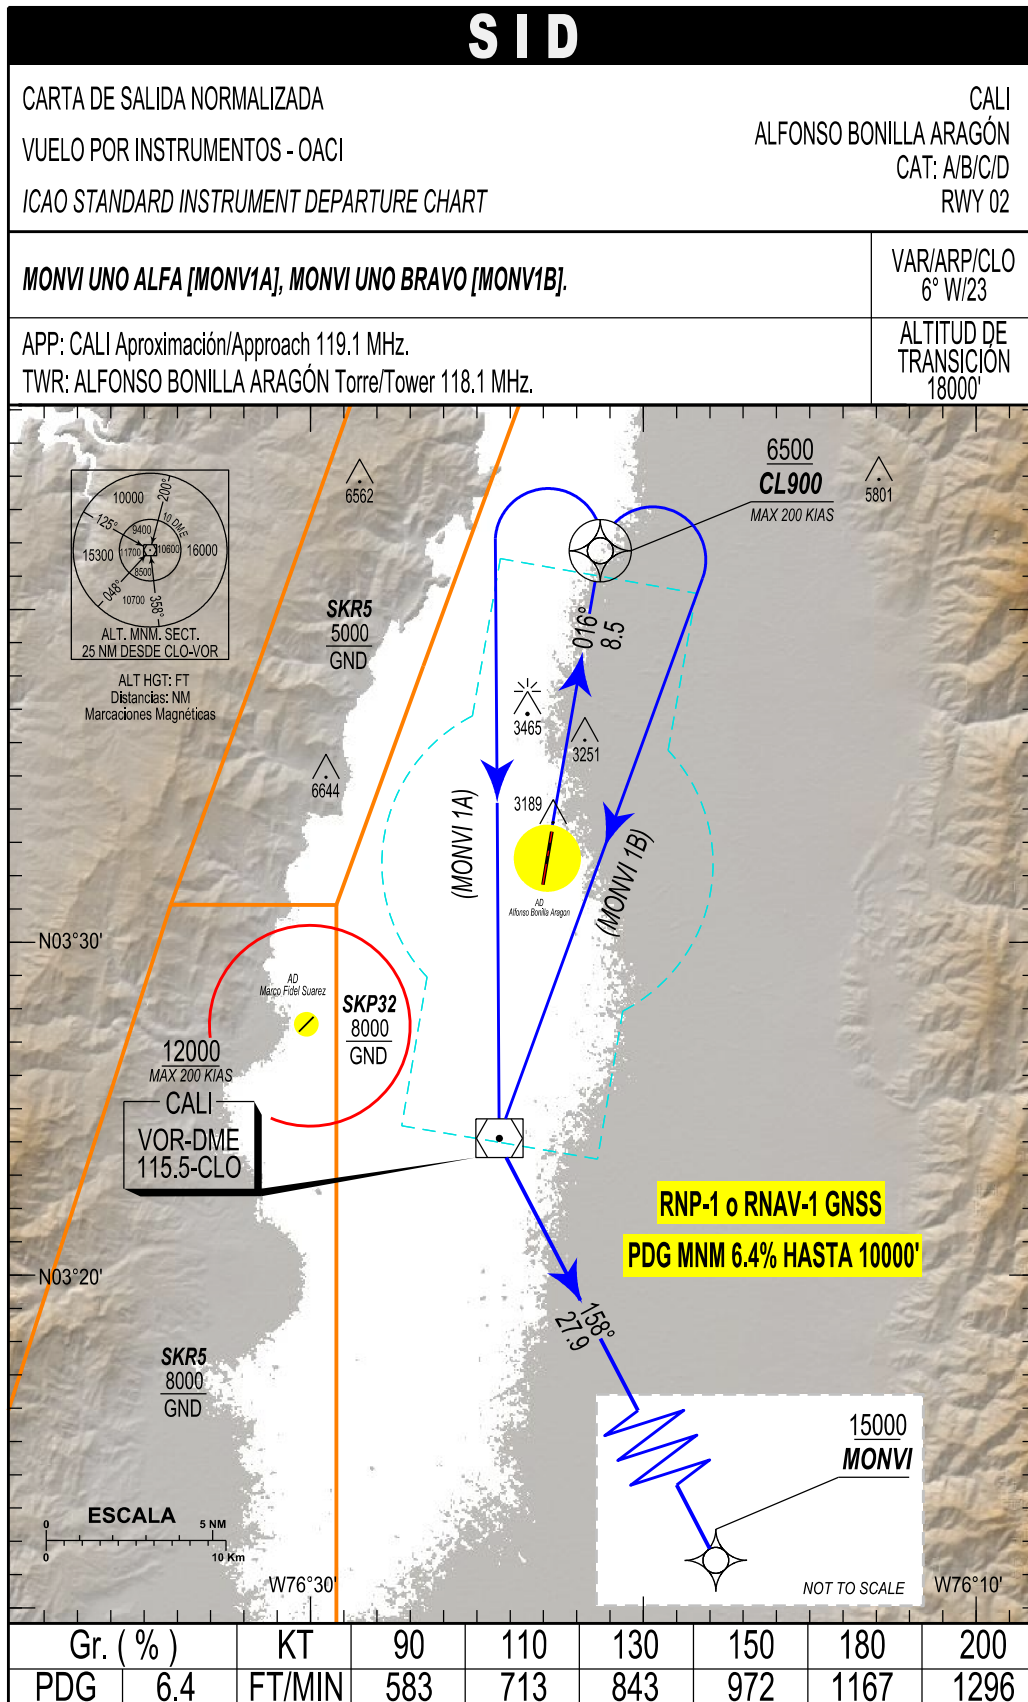 SID
CARTA DE SALIDA NORMALIZADA
VUELO POR INSTRUMENTOS - OACI
ICAO STANDARD INSTRUMENT DEPARTURE CHART
CALI
ALFONSO BONILLA ARAGÓN
CAT: A/B/C/D
RWY 02
MONVI UNO ALFA [MONV1A], MONVI UNO BRAVO [MONV1B].
VAR/ARP/CLO
6° W/23
APP: CALI Aproximación/Approach 119.1 MHz.
TWR: ALFONSO BONILLA ARAGÓN Torre/Tower 118.1 MHz.
ALTITUD DE
TRANSICIÓN
18000'
6500
CL900
MAX 200 KIAS
6562
5801
10000
200°
125°
10 DME
9400
15300
11700
10600
16000
8500
048°
10700
358°
ALT. MNM. SECT.
25 NM DESDE CLO-VOR
ALT HGT: FT
Distancias: NM
Marcaciones Magnéticas
SKR5
5000
GND
016°
8.5
3465
3251
6644
3189
(MONVI 1A)
(MONVI 1B)
AD
Alfonso Bonilla Aragon
N03°30'
AD
Marco Fidel Suarez
SKP32
8000
GND
12000
MAX 200 KIAS
CALI
VOR-DME
115.5-CLO
RNP-1 o RNAV-1 GNSS
PDG MNM 6.4% HASTA 10000'
N03°20'
158°
27.9
SKR5
8000
GND
15000
MONVI
NOT TO SCALE
ESCALA
0 5 NM
0 10 Km
W76°30'
W76°10'
Gr. ( % ) KT 90 110 130 150 180 200
PDG 6.4 FT/MIN 583 713 843 972 1167 1296